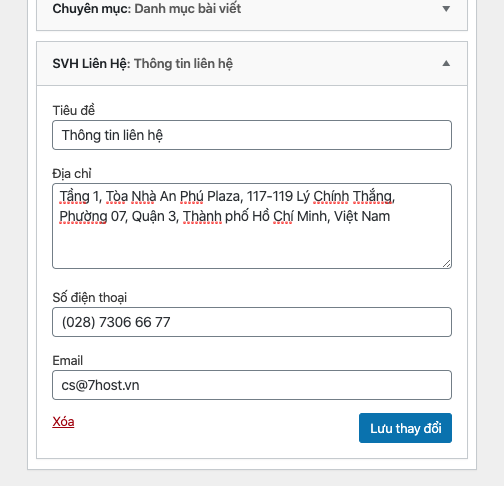 Chuyên mục: Danh mục bài viết
SVH Liên Hệ: Thông tin liên hệ
Tiêu đề
Thông tin liên hệ
Địa chỉ
Tầng 1, Tòa Nhà An Phú Plaza, 117-119 Lý Chính Thắng,
Phường 07, Quận 3, Thành phố Hồ Chí Minh, Việt Nam
Số điện thoại
(028) 7306 66 77
Email
cs@7host.vn
Xóa
Lưu thay đổi